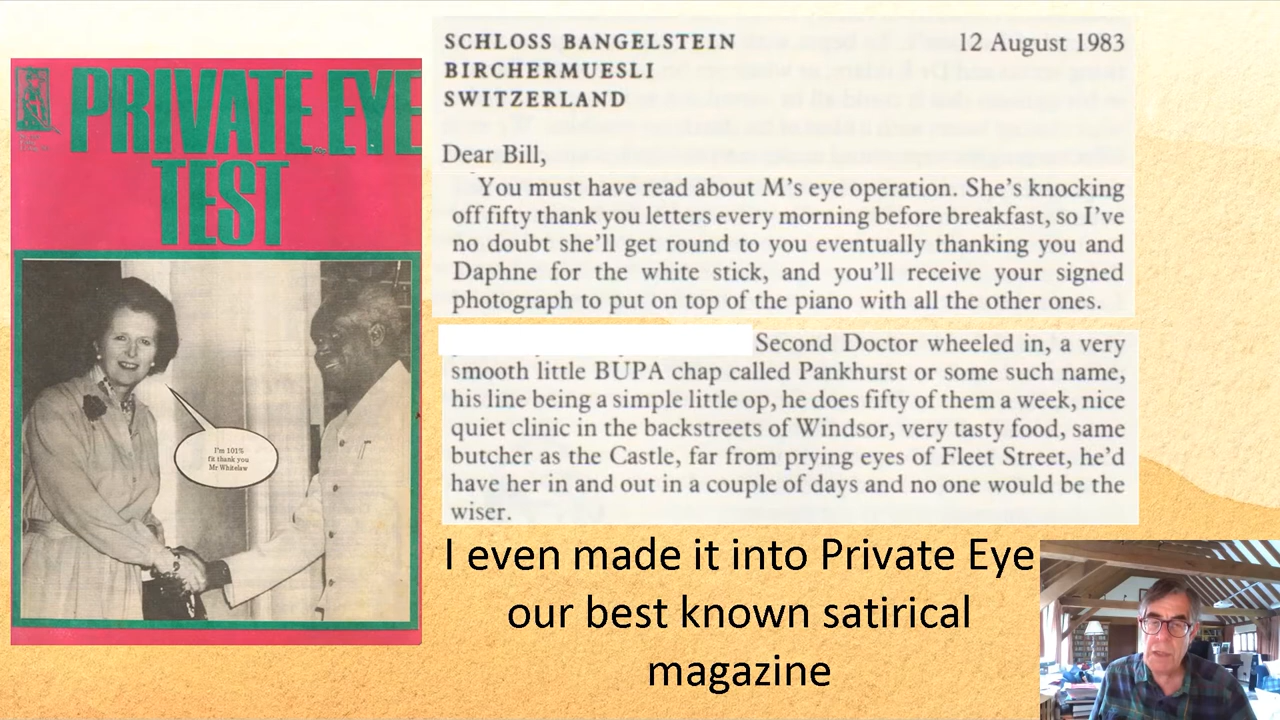 PRIVATE EYE
TEST
I'm 101%
fit thank you
Mr Whitelaw
SCHLOSS BANGELSTEIN 12 August 1983
BIRCHERMUESLI
SWITZERLAND
Dear Bill,
You must have read about M's eye operation. She's knocking
off fifty thank you letters every morning before breakfast, so I've
no doubt she'll get round to you eventually thanking you and
Daphne for the white stick, and you'll receive your signed
photograph to put on top of the piano with all the other ones.
Second Doctor wheeled in, a very
smooth little BUPA chap called Pankhurst or some such name,
his line being a simple little op, he does fifty of them a week, nice
quiet clinic in the backstreets of Windsor, very tasty food, same
butcher as the Castle, far from prying eyes of Fleet Street, he'd
have her in and out in a couple of days and no one would be the
wiser.
I even made it into Private Eye
our best known satirical
magazine